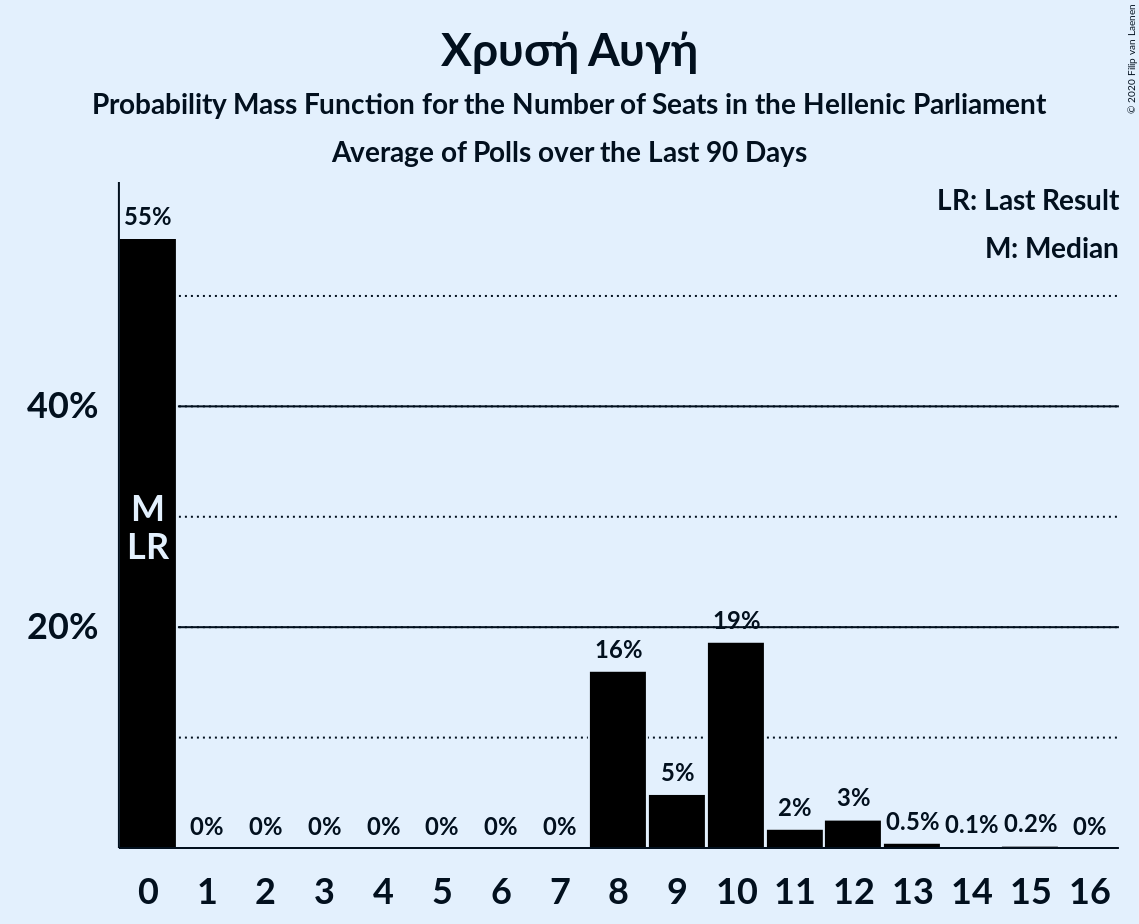 Χρυσή Αυγή
Probability Mass Function for the Number of Seats in the Hellenic Parliament
Average of Polls over the Last 90 Days
© 2020 Filip van Laenen
LR: Last Result
M: Median
55%
40%
M
LR
20%
19%
16%
5%
3%
2%
0% 0% 0% 0% 0% 0% 0% 0.5% 0.1% 0.2% 0%
0 1 2 3 4 5 6 7 8 9 10 11 12 13 14 15 16